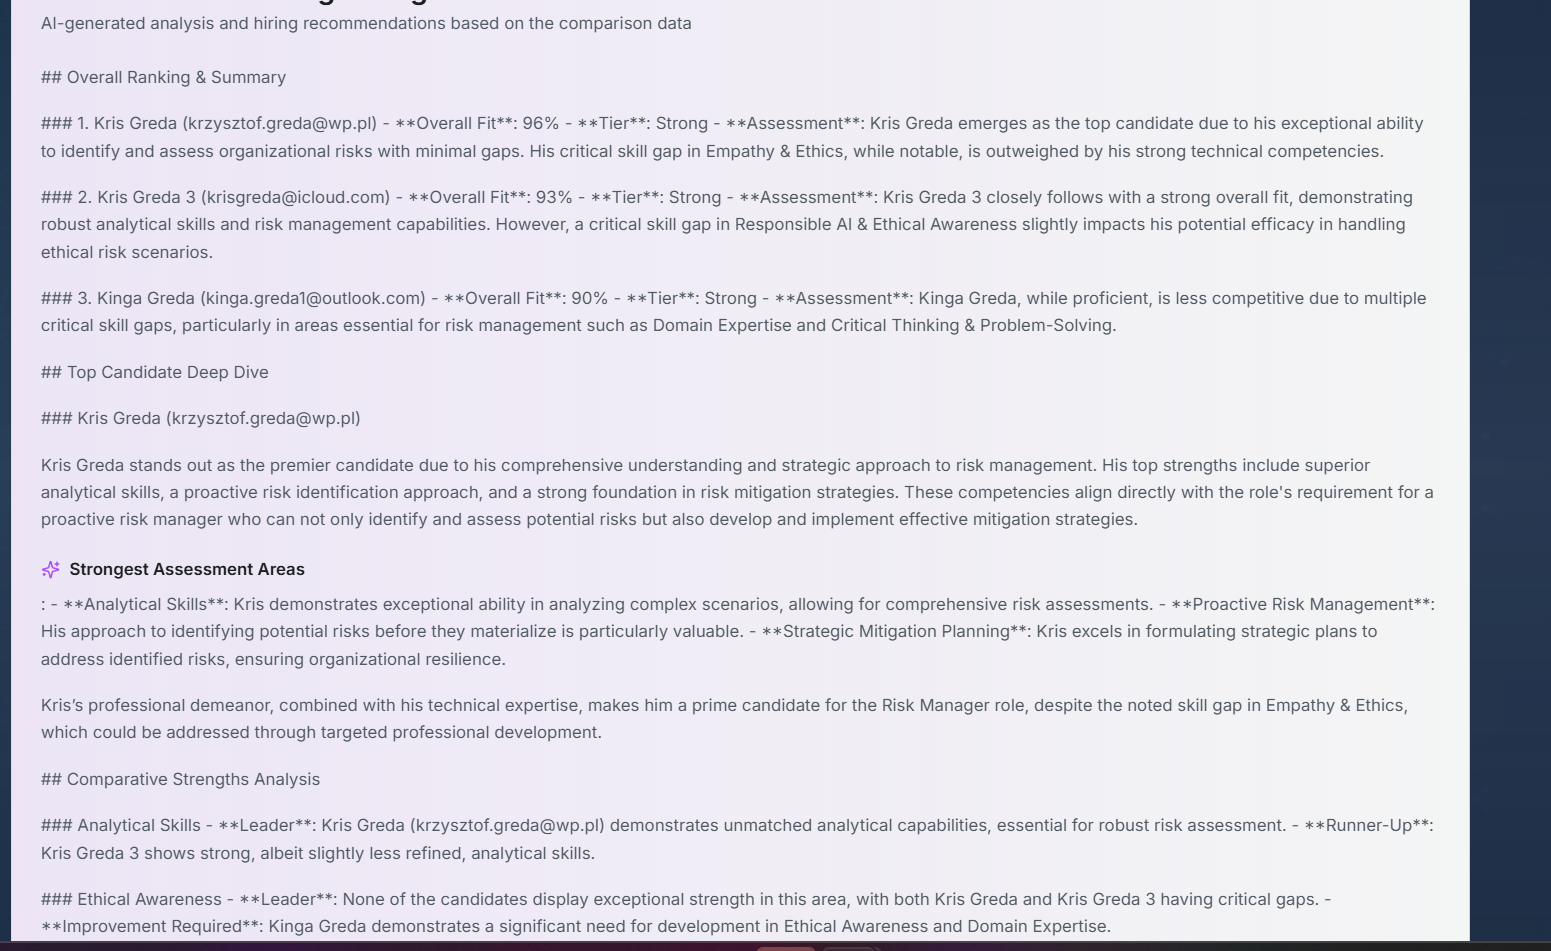 AI-generated analysis and hiring recommendations based on the comparison data
## Overall Ranking & Summary
### 1. Kris Greda (krzysztof.greda@wp.pl) - **Overall Fit**: 96% - **Tier**: Strong - **Assessment**: Kris Greda emerges as the top candidate due to his exceptional ability
to identify and assess organizational risks with minimal gaps. His critical skill gap in Empathy & Ethics, while notable, is outweighed by his strong technical competencies.
### 2. Kris Greda 3 (krisgreda@icloud.com) - **Overall Fit**: 93% - **Tier**: Strong - **Assessment**: Kris Greda 3 closely follows with a strong overall fit, demonstrating
robust analytical skills and risk management capabilities. However, a critical skill gap in Responsible AI & Ethical Awareness slightly impacts his potential efficacy in handling
ethical risk scenarios.
### 3. Kinga Greda (kinga.greda1@outlook.com) - **Overall Fit**: 90% - **Tier**: Strong - **Assessment**: Kinga Greda, while proficient, is less competitive due to multiple
critical skill gaps, particularly in areas essential for risk management such as Domain Expertise and Critical Thinking & Problem-Solving.
## Top Candidate Deep Dive
### Kris Greda (krzysztof.greda@wp.pl)
Kris Greda stands out as the premier candidate due to his comprehensive understanding and strategic approach to risk management. His top strengths include superior
analytical skills, a proactive risk identification approach, and a strong foundation in risk mitigation strategies. These competencies align directly with the role's requirement for a
proactive risk manager who can not only identify and assess potential risks but also develop and implement effective mitigation strategies.
Strongest Assessment Areas
: - **Analytical Skills**: Kris demonstrates exceptional ability in analyzing complex scenarios, allowing for comprehensive risk assessments. - **Proactive Risk Management**:
His approach to identifying potential risks before they materialize is particularly valuable. - **Strategic Mitigation Planning**: Kris excels in formulating strategic plans to
address identified risks, ensuring organizational resilience.
Kris’s professional demeanor, combined with his technical expertise, makes him a prime candidate for the Risk Manager role, despite the noted skill gap in Empathy & Ethics,
which could be addressed through targeted professional development.
## Comparative Strengths Analysis
### Analytical Skills - **Leader**: Kris Greda (krzysztof.greda@wp.pl) demonstrates unmatched analytical capabilities, essential for robust risk assessment. - **Runner-Up**:
Kris Greda 3 shows strong, albeit slightly less refined, analytical skills.
### Ethical Awareness - **Leader**: None of the candidates display exceptional strength in this area, with both Kris Greda and Kris Greda 3 having critical gaps. -
**Improvement Required**: Kinga Greda demonstrates a significant need for development in Ethical Awareness and Domain Expertise.